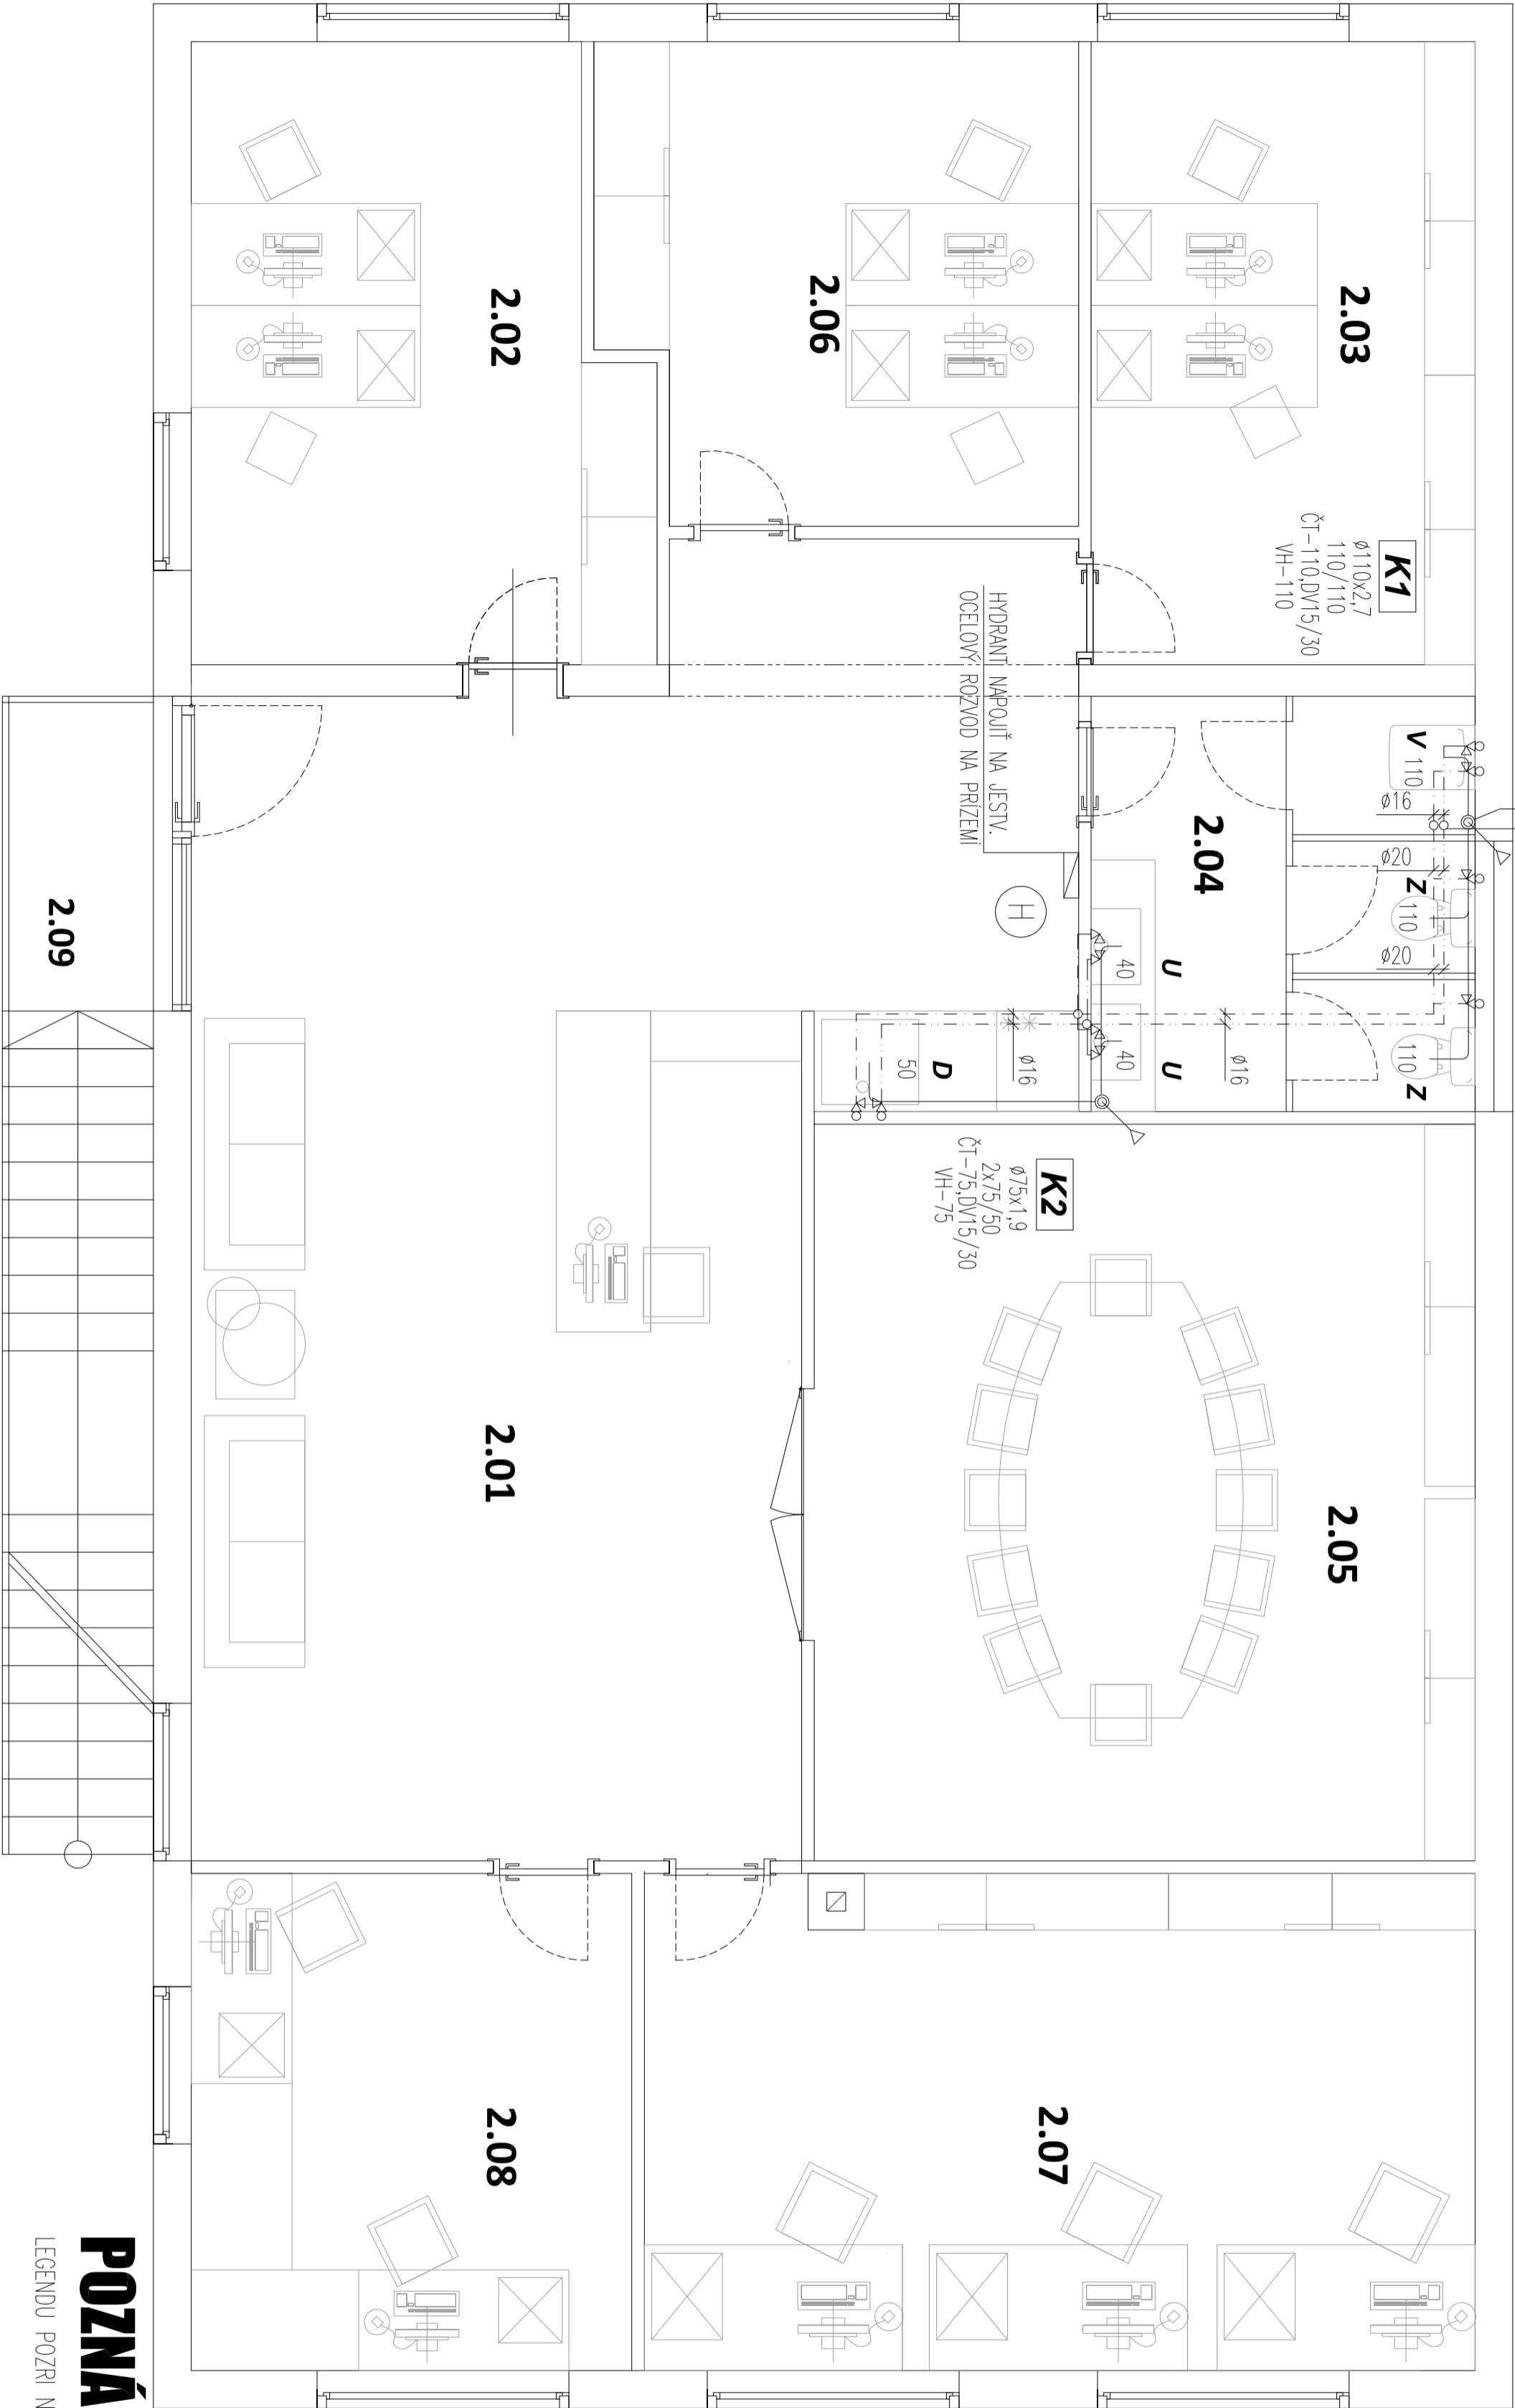 2.03
K1
ø110x2,7
110/110
ČT-110,DV15/30
VH-110
2.06
2.02
HYDRANT NAPOJIŤ NA JESTV.
OCEĽOVÝ ROZVOD NA PRÍZEMÍ
V
110
ø16
ø20
Z
110
ø20
110
Z
2.04
U
40
U
40
ø16
H
ø16
D
50
2.09
K2
ø75x1,9
2x75/50
ČT-75,DV15/30
VH-75
2.05
2.01
2.07
2.08
POZNÁ
LEGENDU POZRI N